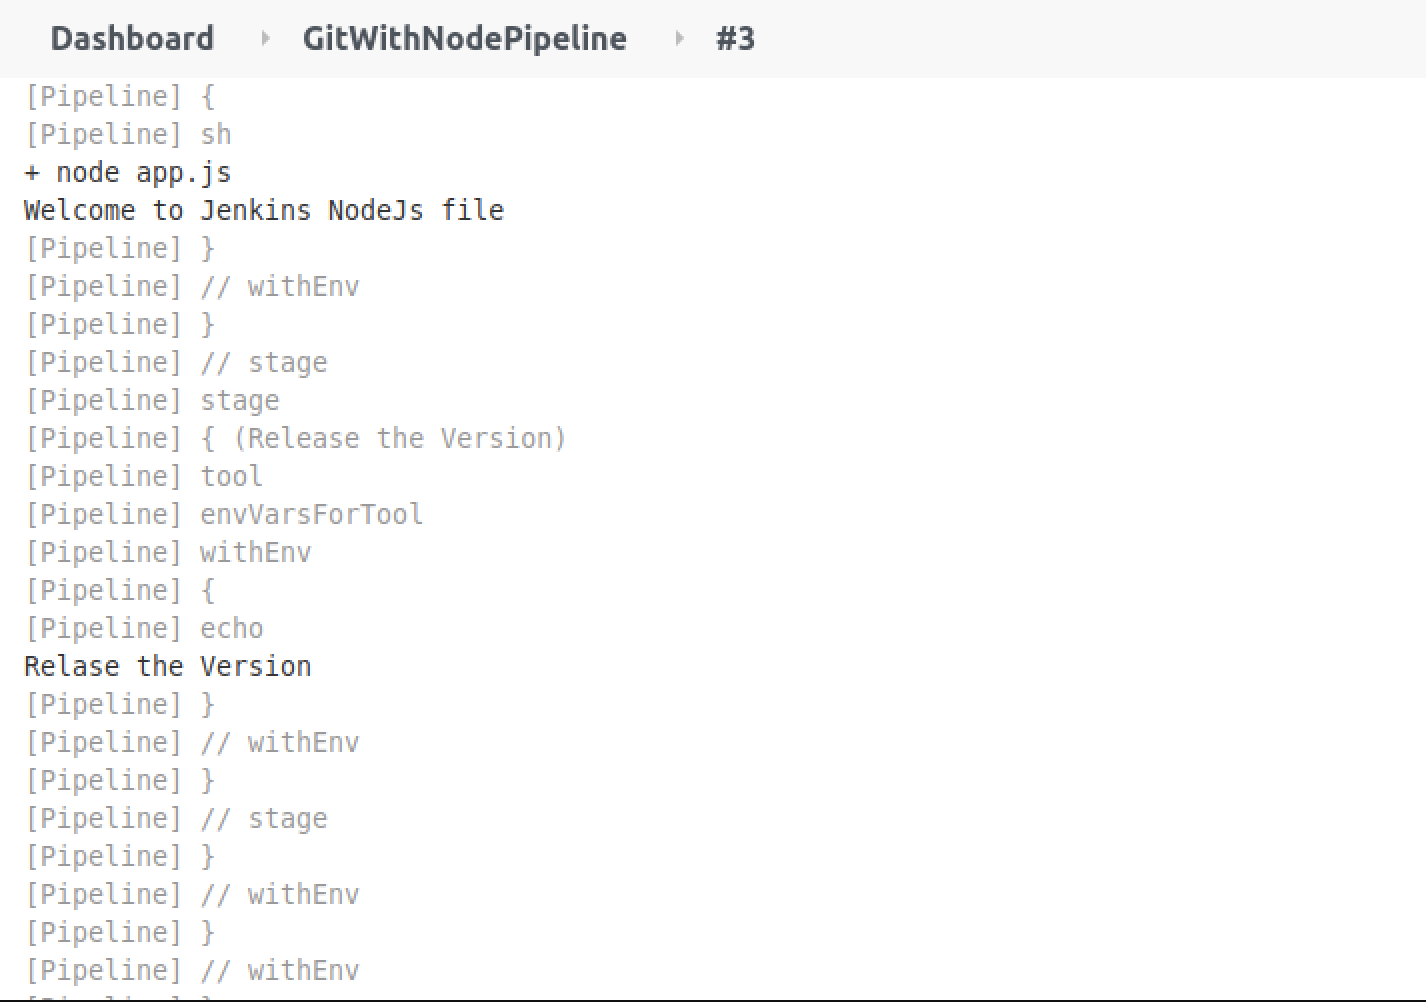 Dashboard GitWithNodePipeline #3
[Pipeline] {
[Pipeline] sh
+ node app.js
Welcome to Jenkins NodeJs file
[Pipeline] }
[Pipeline] // withEnv
[Pipeline] }
[Pipeline] // stage
[Pipeline] stage
[Pipeline] { (Release the Version)
[Pipeline] tool
[Pipeline] envVarsForTool
[Pipeline] withEnv
[Pipeline] {
[Pipeline] echo
Relase the Version
[Pipeline] }
[Pipeline] // withEnv
[Pipeline] }
[Pipeline] // stage
[Pipeline] }
[Pipeline] // withEnv
[Pipeline] }
[Pipeline] // withEnv